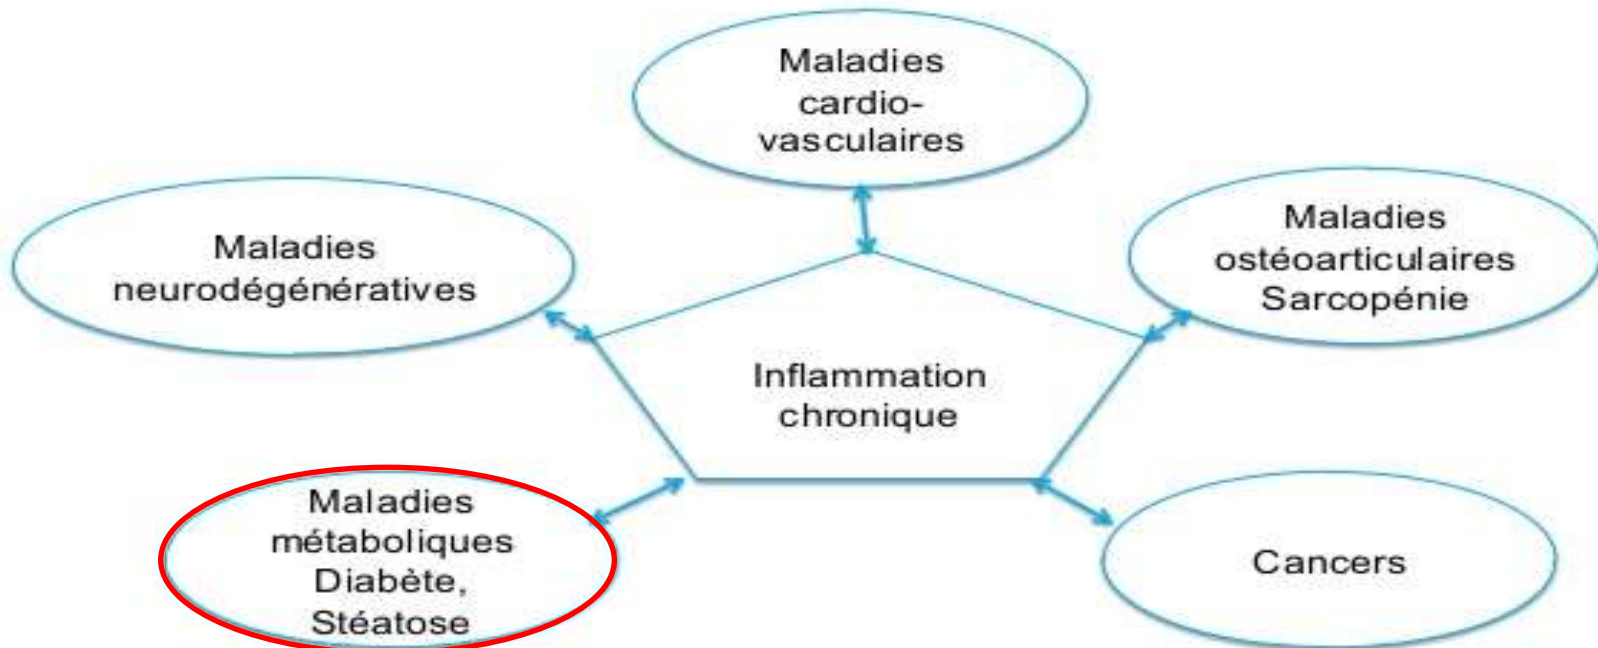 Maladies
cardio-
vasculaires
Maladies
neurodégénératives
Maladies
ostéoarticulaires
Sarcopénie
Inflammation
chronique
Maladies
métaboliques
Diabète,
Stéatose
Cancers